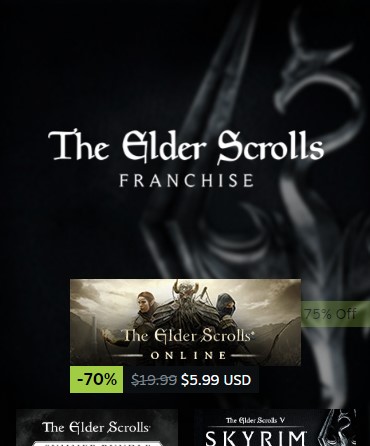 The Elder Scrolls
FRANCHISE
75% Off
The Elder Scrolls®
ONLINE
-70% $19.99 $5.99 USD
The Elder Scrolls
The Elder Scrolls V
SKYRIM